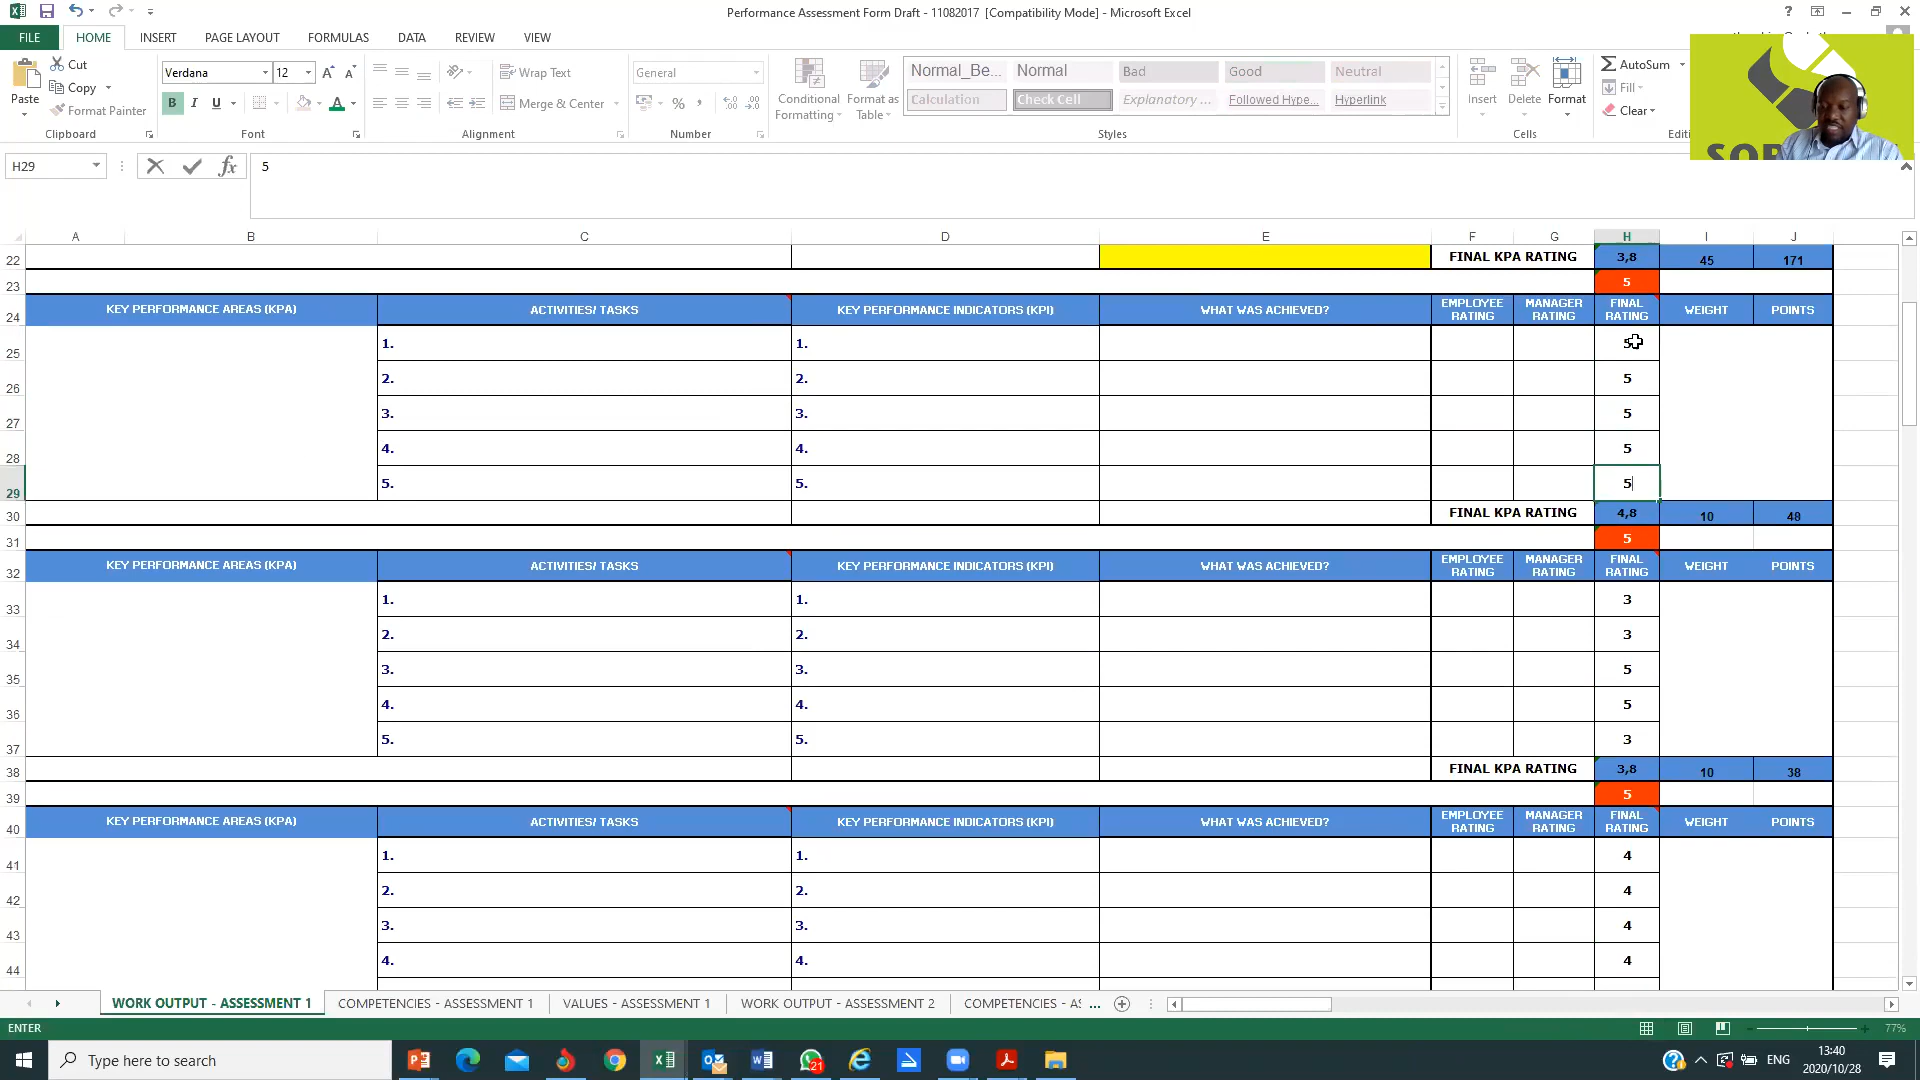 Performance Assessment Form Draft - 11082017 [Compatibility Mode] - Microsoft Excel
FILE HOME INSERT PAGE LAYOUT FORMULAS DATA REVIEW VIEW
Paste Cut Copy Format Painter Clipboard
Verdana 12 B I U Font
Wrap Text Merge & Center Alignment
General % Number
Conditional Formatting Format as Table
Normal_Be... Normal Bad Good Neutral
Calculation Check Cell Explanatory ... Followed Hype... Hyperlink
Styles
Insert Delete Format Cells
AutoSum Fill Clear
H29 fx 5
A B C D E F G H I J
22 FINAL KPA RATING 3,8 45 171
23 5
24 KEY PERFORMANCE AREAS (KPA) ACTIVITIES/ TASKS KEY PERFORMANCE INDICATORS (KPI) WHAT WAS ACHIEVED? EMPLOYEE RATING MANAGER RATING FINAL RATING WEIGHT POINTS
25 1. 1. 5
26 2. 2. 5
27 3. 3. 5
28 4. 4. 5
29 5. 5. 5
30 FINAL KPA RATING 4,8 10 48
31 5
32 KEY PERFORMANCE AREAS (KPA) ACTIVITIES/ TASKS KEY PERFORMANCE INDICATORS (KPI) WHAT WAS ACHIEVED? EMPLOYEE RATING MANAGER RATING FINAL RATING WEIGHT POINTS
33 1. 1. 3
34 2. 2. 3
35 3. 3. 5
36 4. 4. 5
37 5. 5. 3
38 FINAL KPA RATING 3,8 10 38
39 5
40 KEY PERFORMANCE AREAS (KPA) ACTIVITIES/ TASKS KEY PERFORMANCE INDICATORS (KPI) WHAT WAS ACHIEVED? EMPLOYEE RATING MANAGER RATING FINAL RATING WEIGHT POINTS
41 1. 1. 4
42 2. 2. 4
43 3. 3. 4
44 4. 4. 4
WORK OUTPUT - ASSESSMENT 1 COMPETENCIES - ASSESSMENT 1 VALUES - ASSESSMENT 1 WORK OUTPUT - ASSESSMENT 2 COMPETENCIES - AS ...
ENTER 77%
Type here to search 21 ENG 13:40
2020/10/28